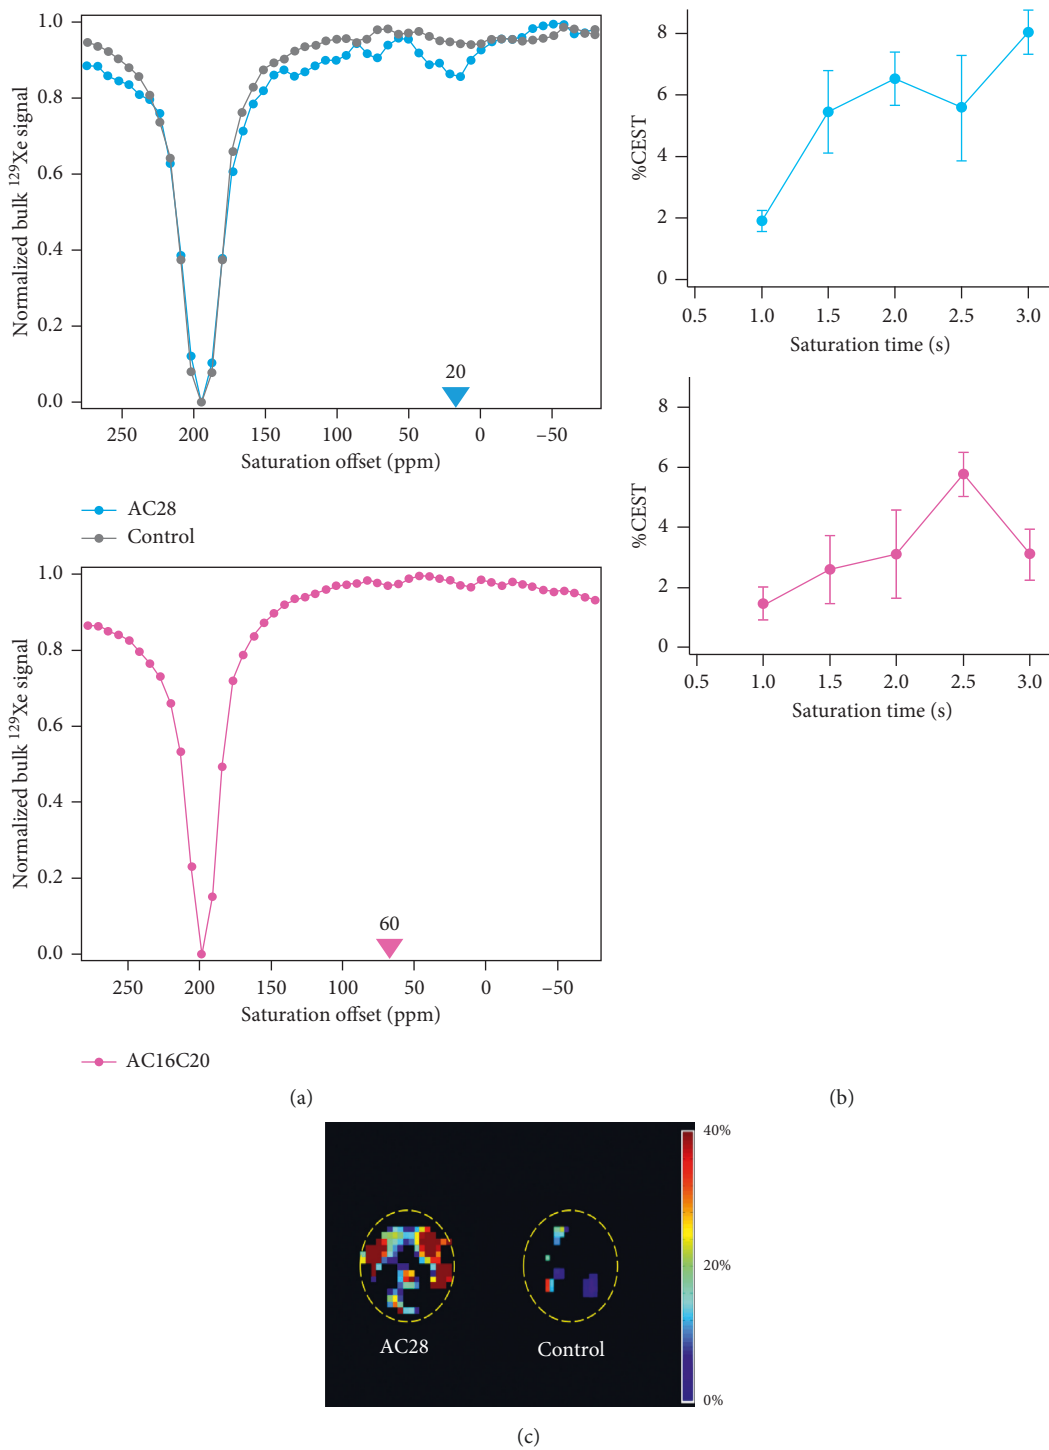 1.0
0.8
0.6
0.4
0.2
0.0
Normalized bulk ¹²⁹Xe signal
20
250 200 150 100 50 0 –50
Saturation offset (ppm)
AC28
Control
1.0
0.8
0.6
0.4
0.2
0.0
Normalized bulk ¹²⁹Xe signal
60
250 200 150 100 50 0 –50
Saturation offset (ppm)
AC16C20
(a)
8
6
4
2
0
%CEST
0.5 1.0 1.5 2.0 2.5 3.0
Saturation time (s)
8
6
4
2
0
%CEST
0.5 1.0 1.5 2.0 2.5 3.0
Saturation time (s)
(b)
40%
20%
0%
AC28 Control
(c)